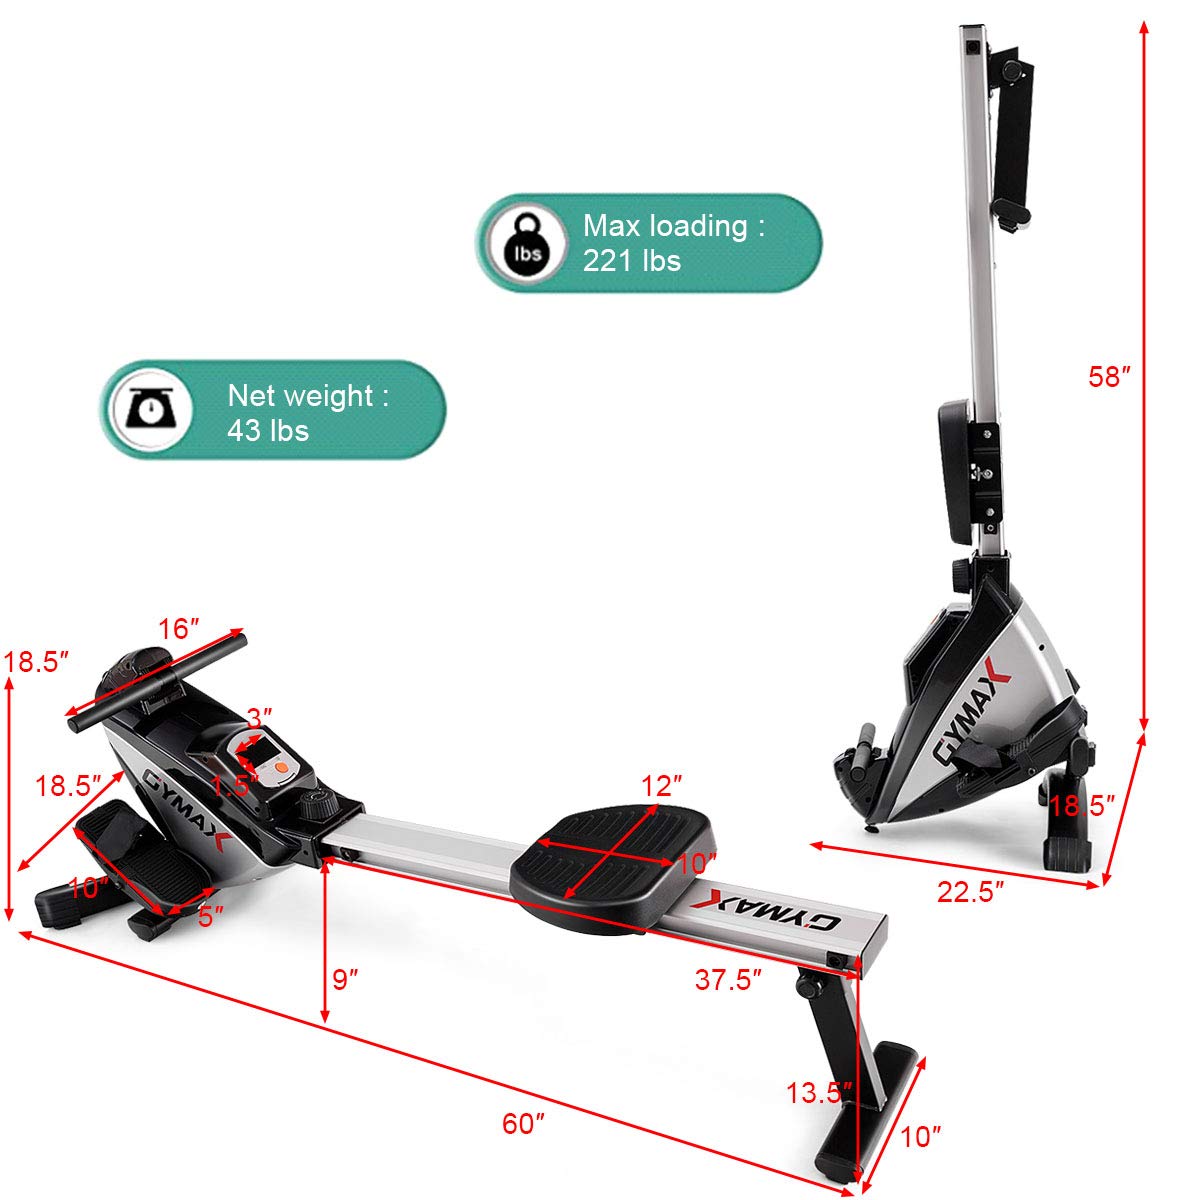 Max loading :
221 lbs
lbs
Net weight :
43 lbs
58"
16"
18.5"
3"
1.5"
18.5"
12"
10"
10"
5"
GYMAX
GYMAX
GYMAX
18.5"
22.5"
9"
37.5"
13.5"
60"
10"